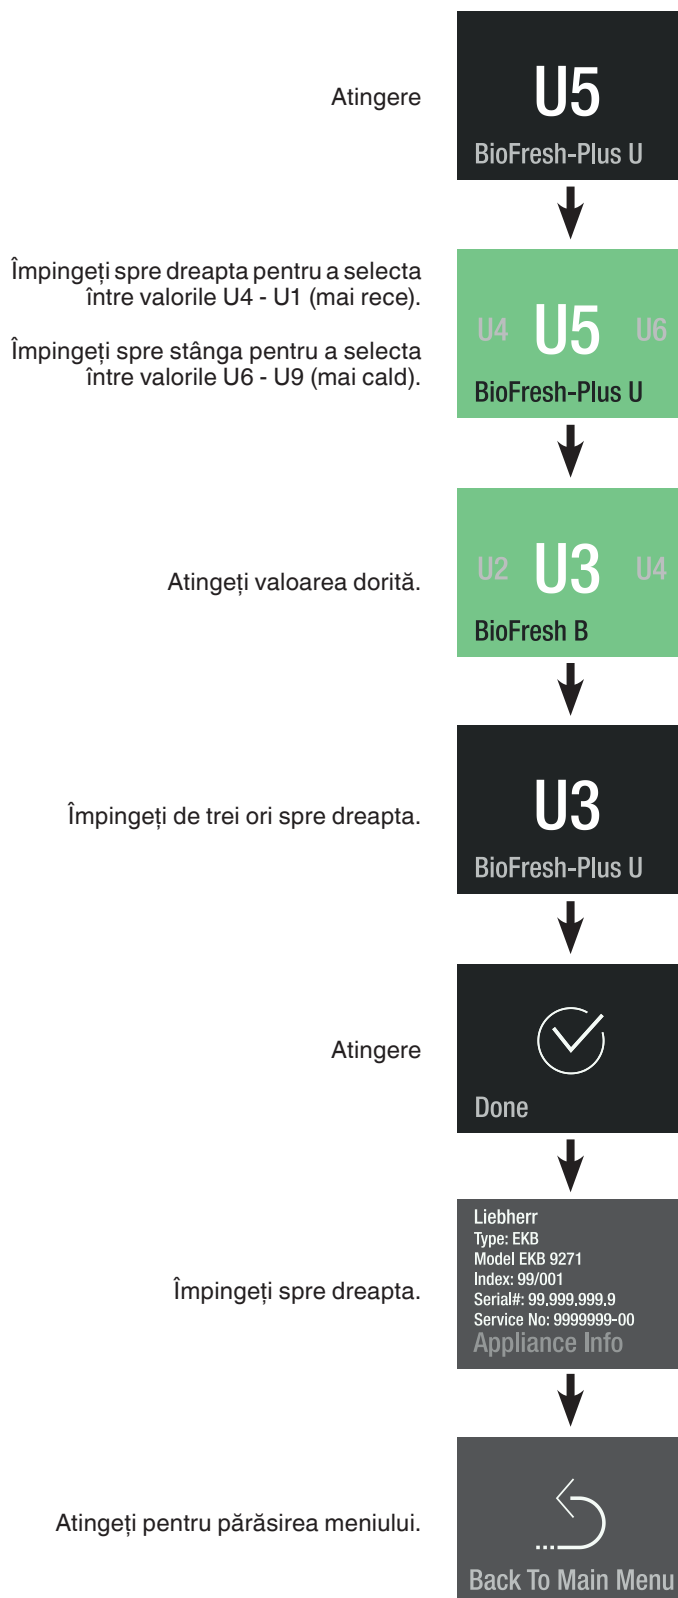 Atingere
U5
BioFresh-Plus U
Împingeți spre dreapta pentru a selecta
între valorile U4 - U1 (mai rece).
Împingeți spre stânga pentru a selecta
între valorile U6 - U9 (mai cald).
U4 U5 U6
BioFresh-Plus U
Atingeți valoarea dorită.
U2 U3 U4
BioFresh B
Împingeți de trei ori spre dreapta.
U3
BioFresh-Plus U
Atingere
Done
Împingeți spre dreapta.
Liebherr
Type: EKB
Model EKB 9271
Index: 99/001
Serial#: 99.999.999.9
Service No: 9999999-00
Appliance Info
Atingeți pentru părăsirea meniului.
Back To Main Menu